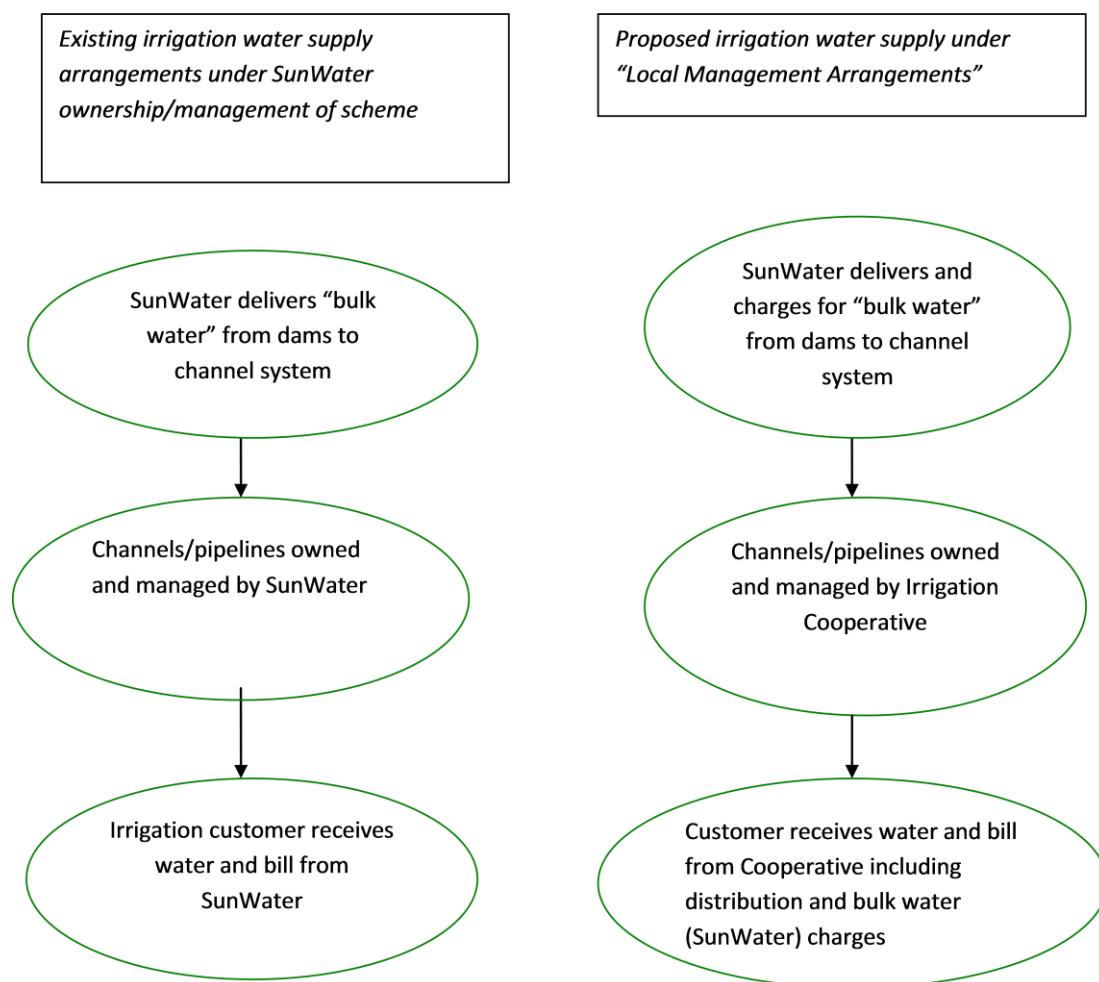 Existing irrigation water supply
arrangements under SunWater
ownership/management of scheme
Proposed irrigation water supply under
“Local Management Arrangements”
SunWater delivers “bulk
water” from dams to
channel system
SunWater delivers and
charges for “bulk water”
from dams to channel
system
Channels/pipelines owned
and managed by SunWater
Channels/pipelines owned
and managed by Irrigation
Cooperative
Irrigation customer receives
water and bill from
SunWater
Customer receives water and bill
from Cooperative including
distribution and bulk water
(SunWater) charges